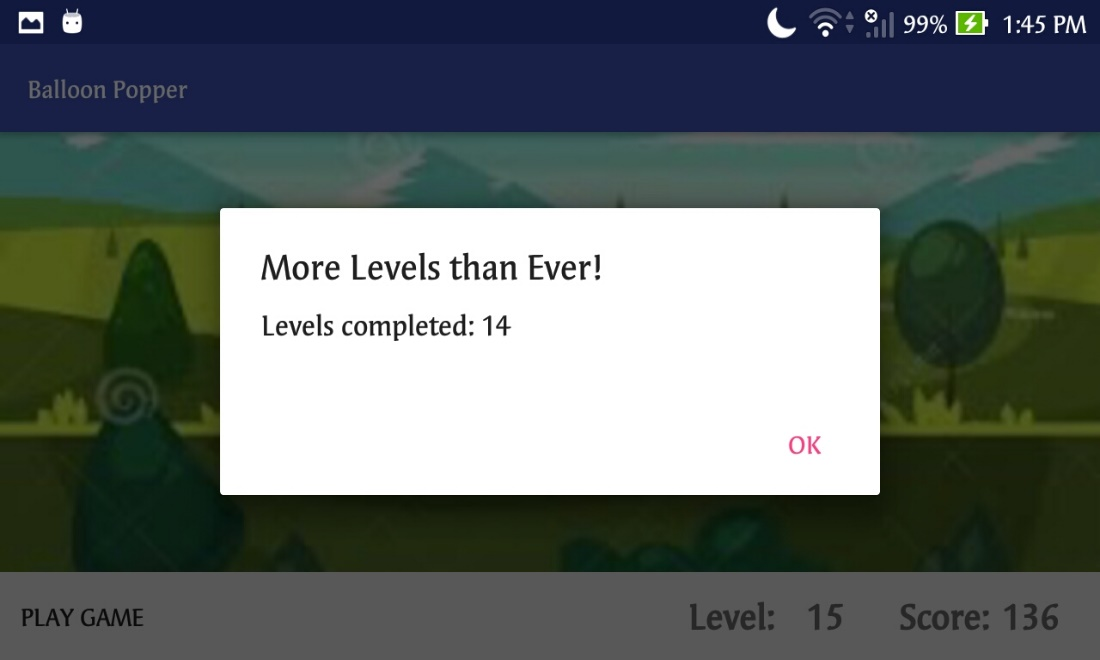 99% 1:45 PM
Balloon Popper
More Levels than Ever!
Levels completed: 14
OK
PLAY GAME Level: 15 Score: 136